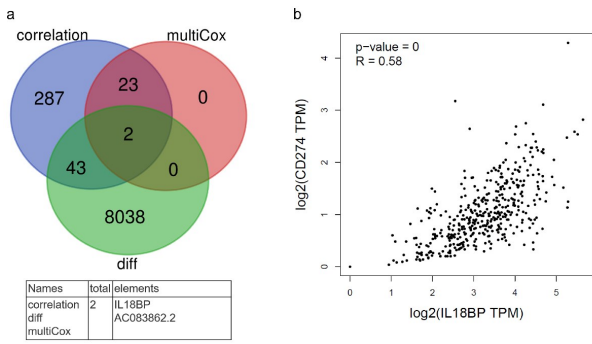 a
correlation
multiCox
287
23
0
2
43
0
8038
diff
Names total elements
correlation 2 IL18BP
diff AC083862.2
multiCox
b
p-value = 0
R = 0.58
log2(CD274 TPM)
4
3
2
1
0
0 1 2 3 4 5
log2(IL18BP TPM)